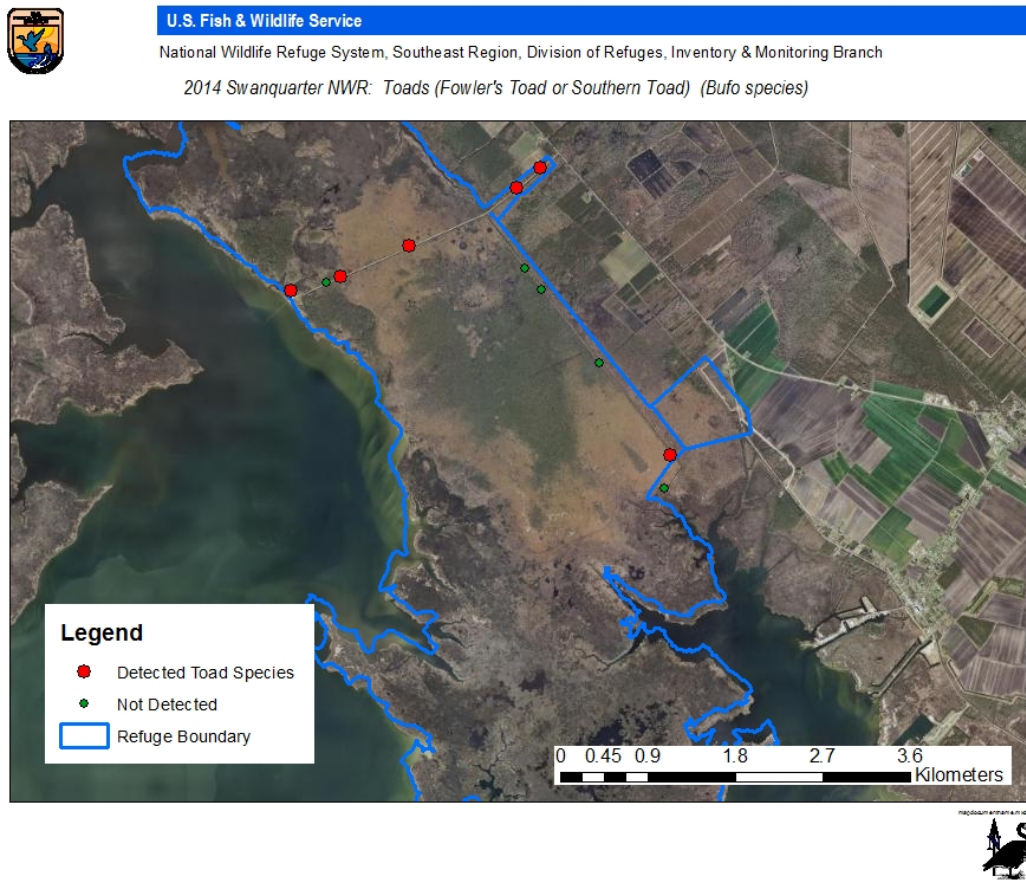 U.S. Fish & Wildlife Service
National Wildlife Refuge System, Southeast Region, Division of Refuges, Inventory & Monitoring Branch
2014 Swanquarter NWR: Toads (Fowler's Toad or Southern Toad) (Bufo species)
Legend
Detected Toad Species
Not Detected
Refuge Boundary
0 0.45 0.9 1.8 2.7 3.6
Kilometers
N